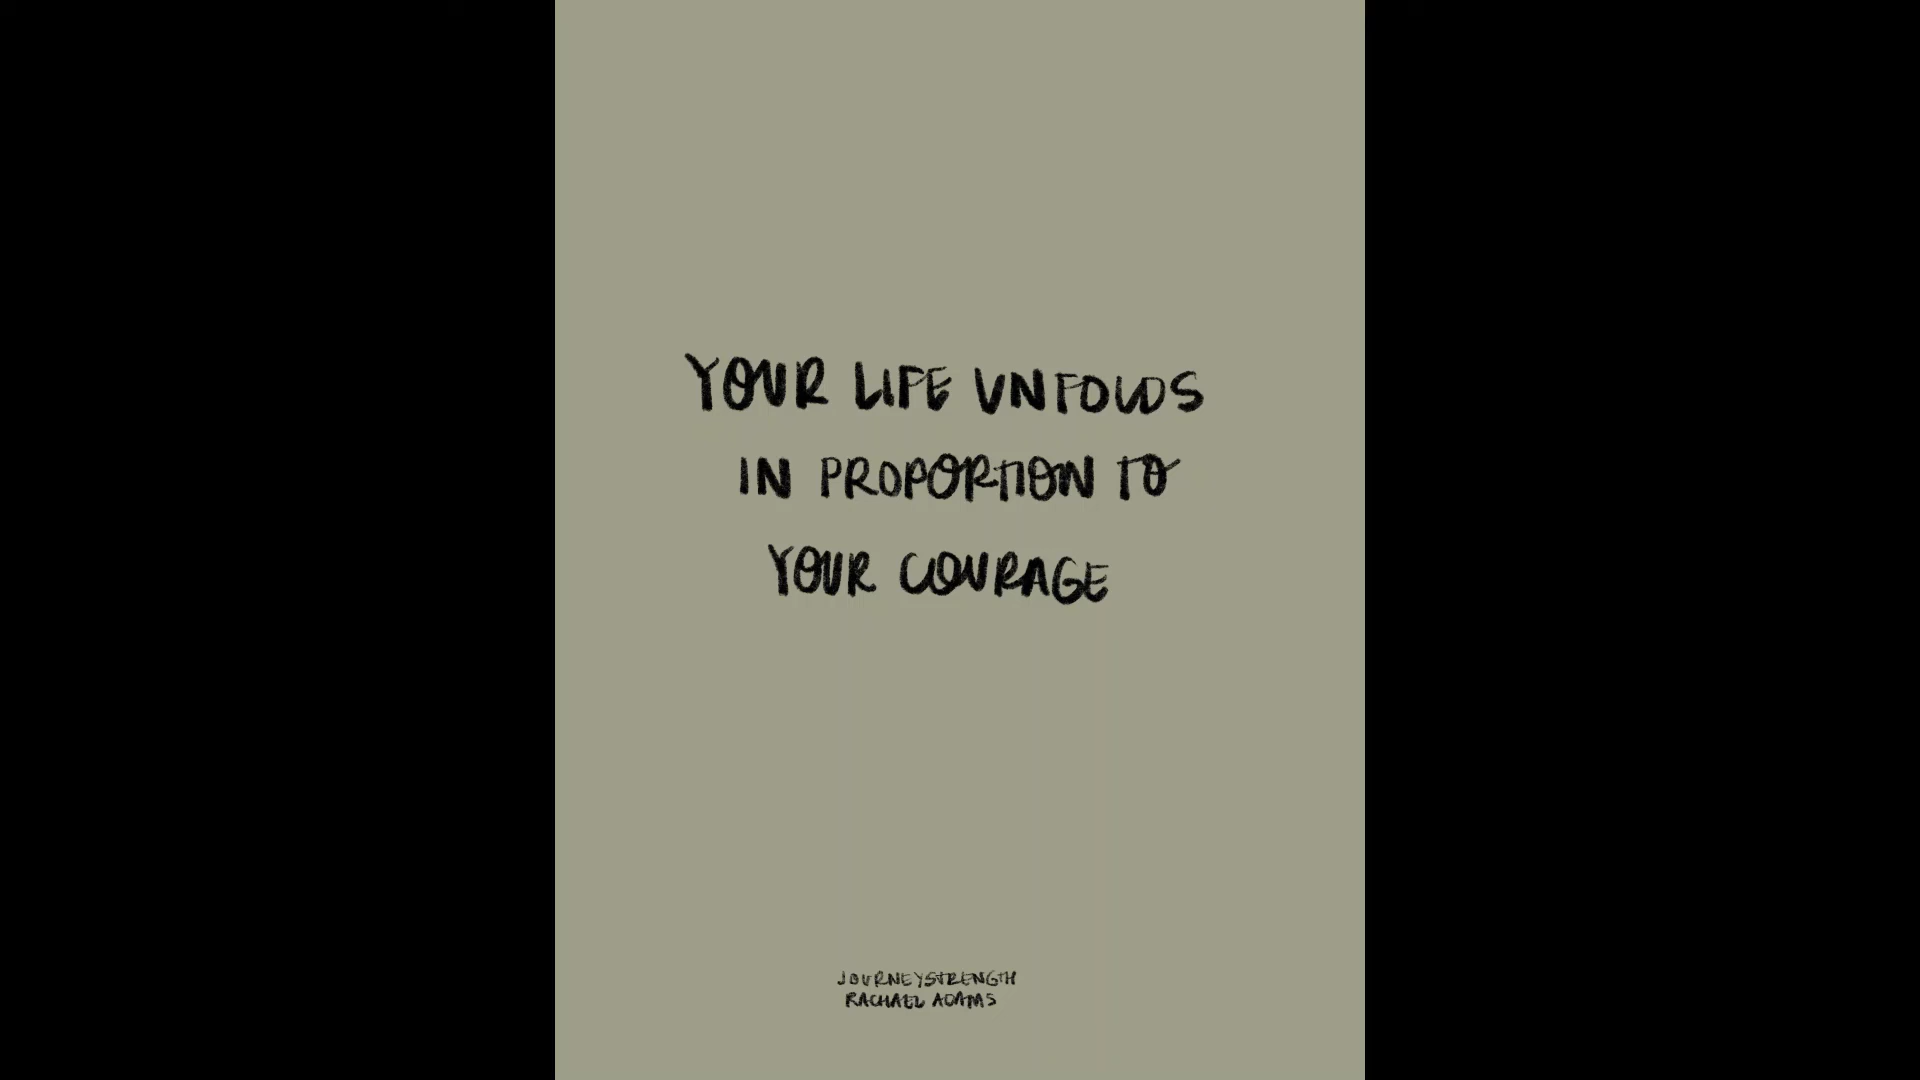 YOUR LIFE UNFOLDS
IN PROPORTION TO
YOUR COURAGE
JOURNEYSTRENGTH
RACHAEL ADAMS